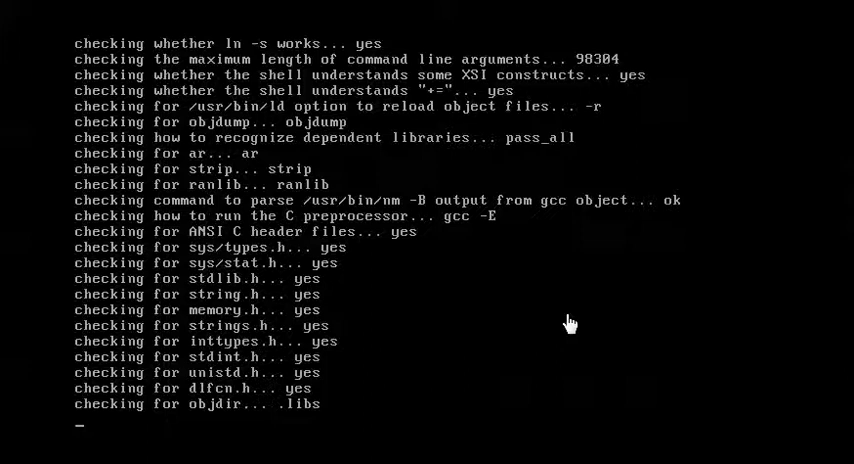 checking whether ln -s works... yes
checking the maximum length of command line arguments... 98304
checking whether the shell understands some XSI constructs... yes
checking whether the shell understands "+="... yes
checking for /usr/bin/ld option to reload object files... -r
checking for objdump... objdump
checking how to recognize dependent libraries... pass_all
checking for ar... ar
checking for strip... strip
checking for ranlib... ranlib
checking command to parse /usr/bin/nm -B output from gcc object... ok
checking how to run the C preprocessor... gcc -E
checking for ANSI C header files... yes
checking for sys/types.h... yes
checking for sys/stat.h... yes
checking for stdlib.h... yes
checking for string.h... yes
checking for memory.h... yes
checking for strings.h... yes
checking for inttypes.h... yes
checking for stdint.h... yes
checking for unistd.h... yes
checking for dlfcn.h... yes
checking for objdir... .libs